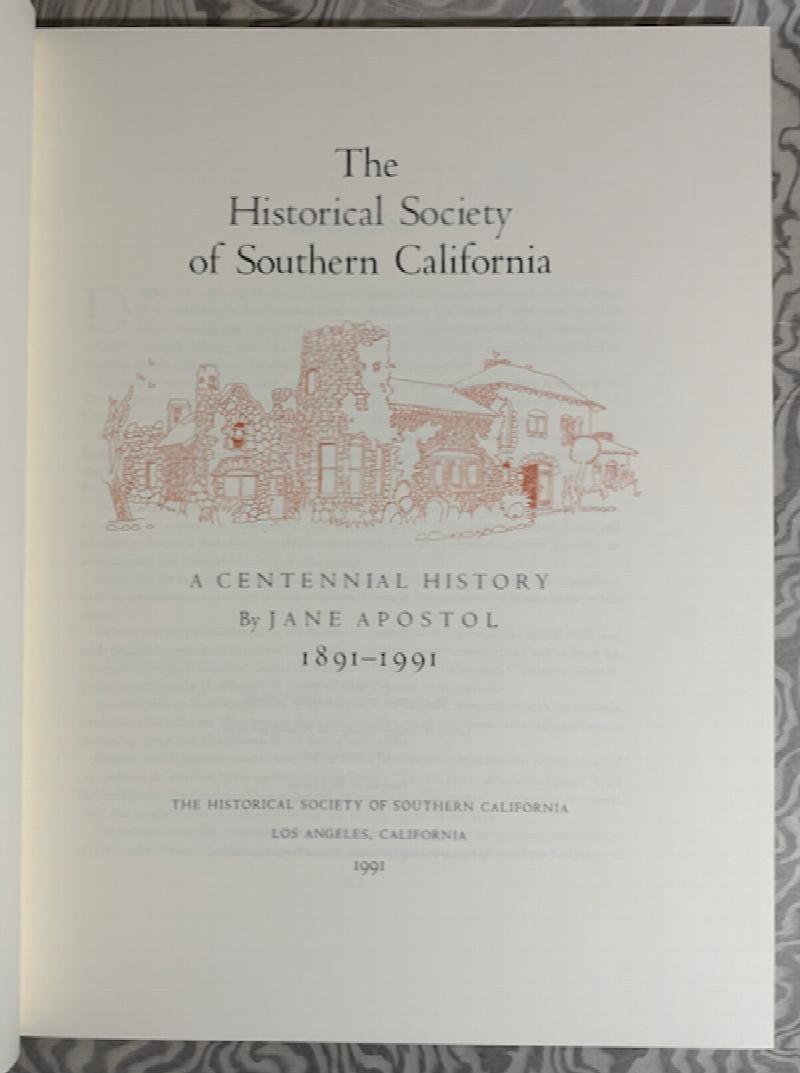 The
Historical Society
of Southern California
A CENTENNIAL HISTORY
By JANE APOSTOL
1891–1991
THE HISTORICAL SOCIETY OF SOUTHERN CALIFORNIA
LOS ANGELES, CALIFORNIA
1991